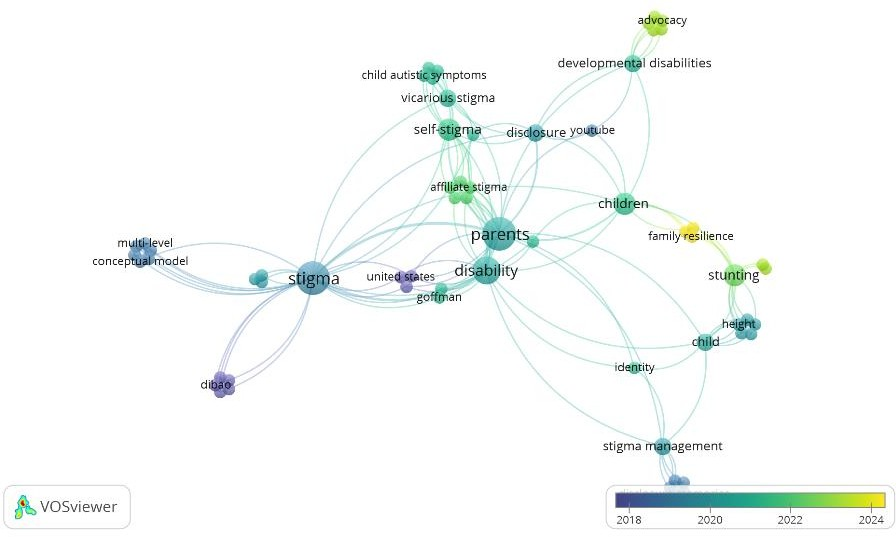 advocacy
developmental disabilities
child autistic symptoms
vicarious stigma
self-stigma
disclosure
youtube
affiliate stigma
children
parents
family resilience
multi level
conceptual model
stigma
united states
disability
stunting
goffman
height
child
identity
dibao
stigma management
VOSviewer
2018
2020
2022
2024